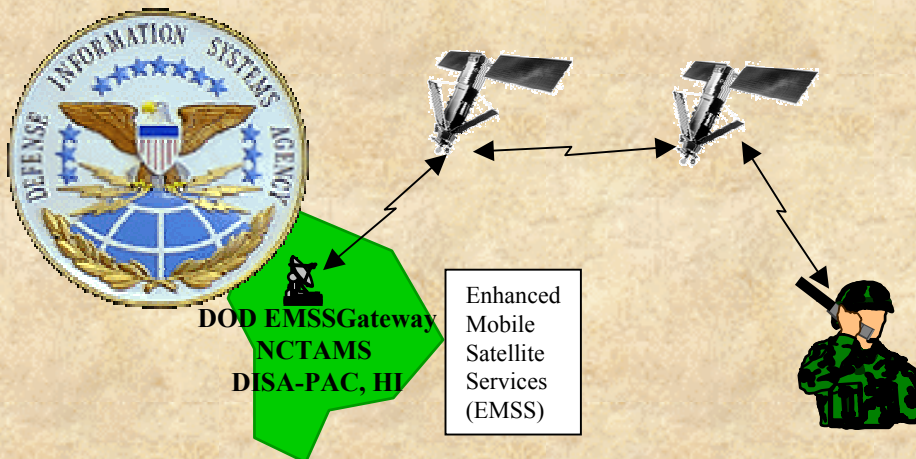 DEFENSE INFORMATION SYSTEMS AGENCY
DOD EMSSGateway
NCTAMS
DISA-PAC, HI
Enhanced
Mobile
Satellite
Services
(EMSS)